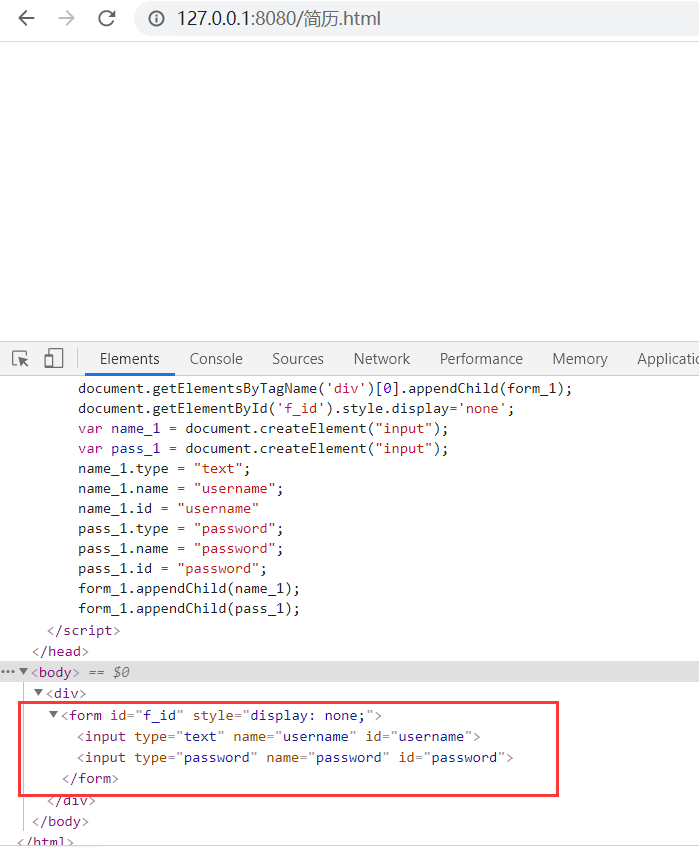 127.0.0.1:8080/简历.html
Elements Console Sources Network Performance Memory Applicatio
document.getElementsByTagName('div')[0].appendChild(form_1);
document.getElementById('f_id').style.display='none';
var name_1 = document.createElement("input");
var pass_1 = document.createElement("input");
name_1.type = "text";
name_1.name = "username";
name_1.id = "username"
pass_1.type = "password";
pass_1.name = "password";
pass_1.id = "password";
form_1.appendChild(name_1);
form_1.appendChild(pass_1);
</script>
</head>
<body> == $0
<div>
<form id="f_id" style="display: none;">
<input type="text" name="username" id="username">
<input type="password" name="password" id="password">
</form>
</div>
</body>
</html>